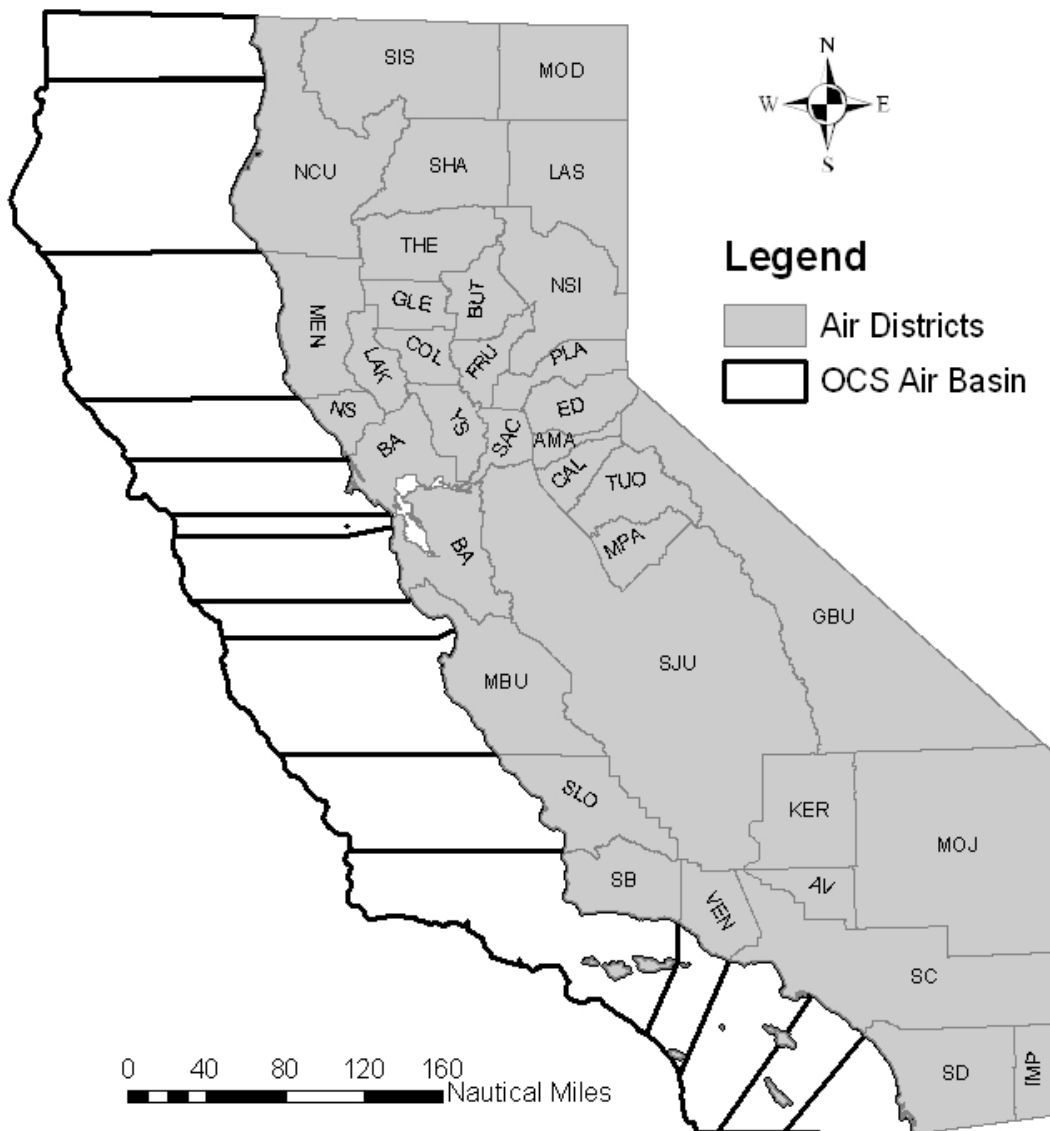 N
W E
S
SIS
MOD
NCU
SHA
LAS
THE
NSI
GLE
BUT
MEN
LAK
COL
FRU
PLA
NS
BA
YS
SAC
ED
AMA
CAL
TUO
BA
MPA
GBU
MBU
SJU
SLO
KER
MOJ
SB
VEN
AV
SC
SD
IMP
Legend
Air Districts
OCS Air Basin
0 40 80 120 160
Nautical Miles